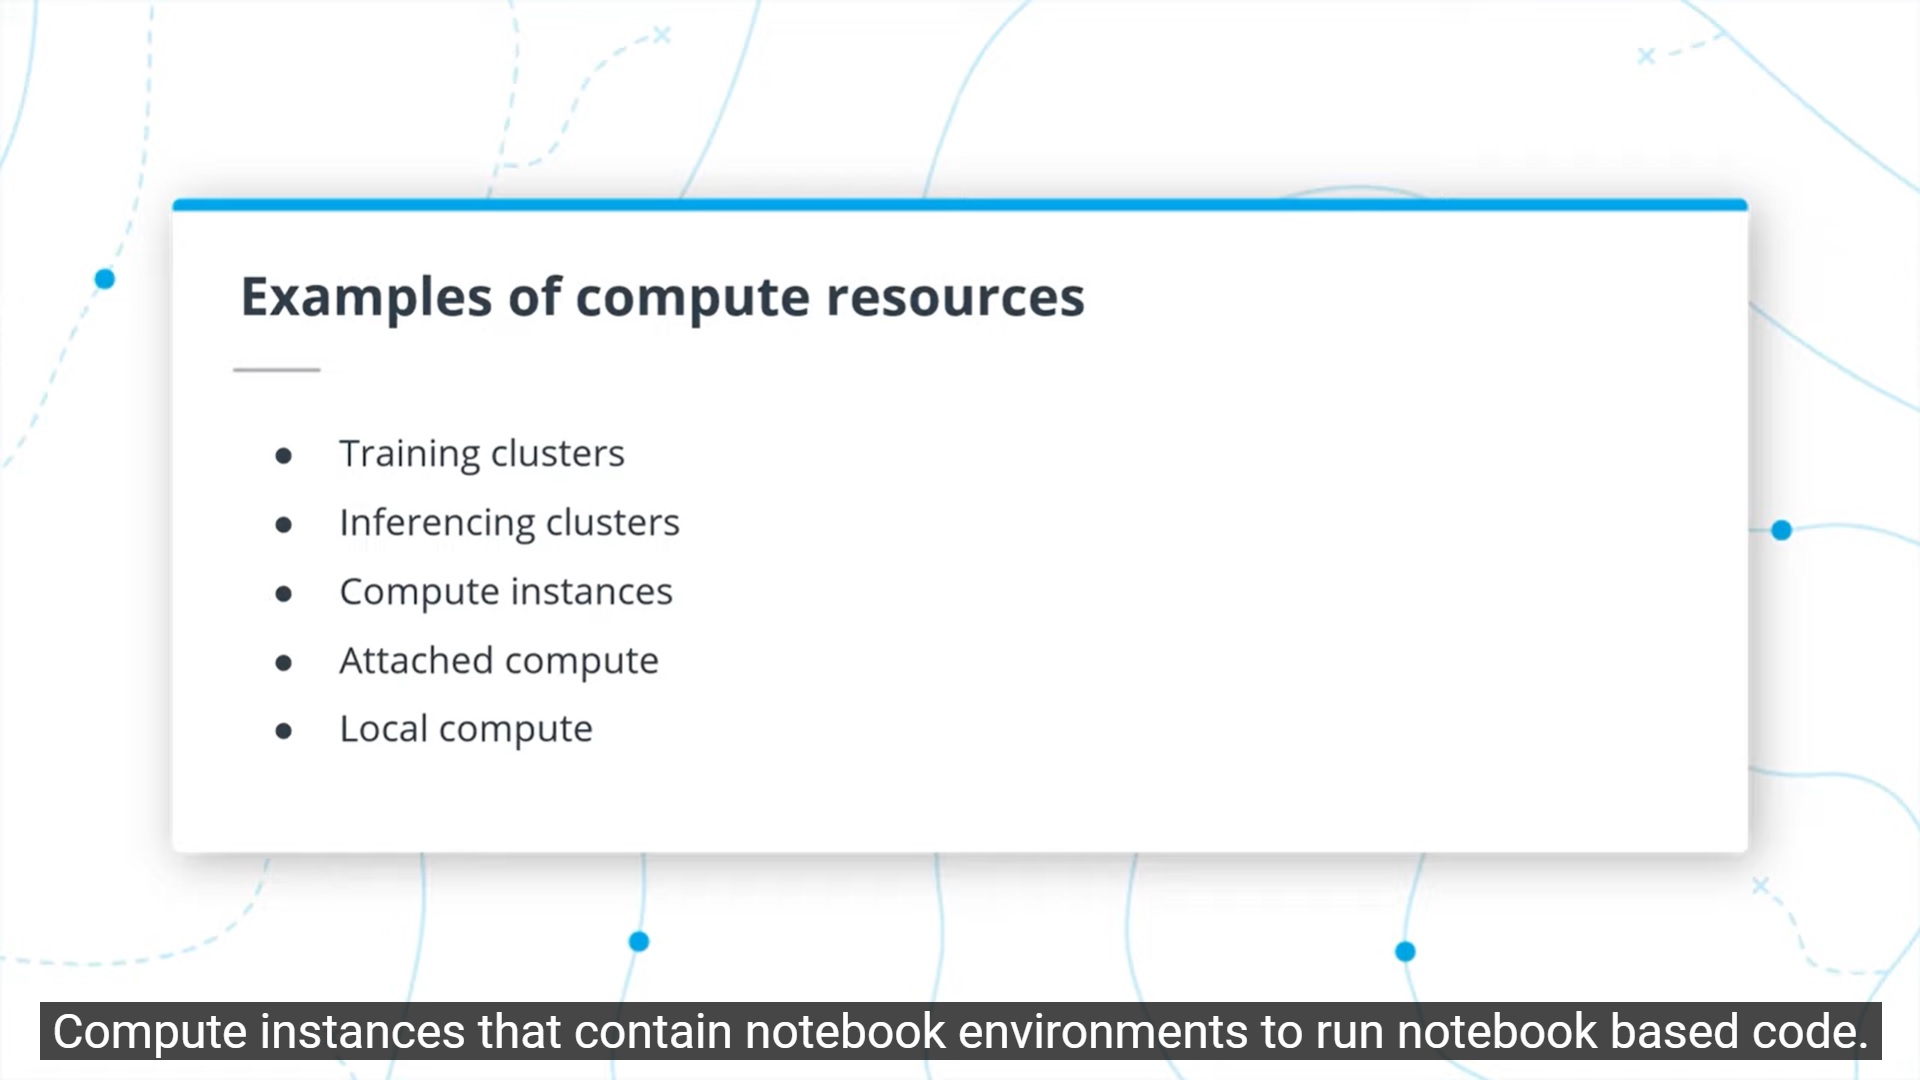 Examples of compute resources
● Training clusters
● Inferencing clusters
● Compute instances
● Attached compute
● Local compute
Compute instances that contain notebook environments to run notebook based code.